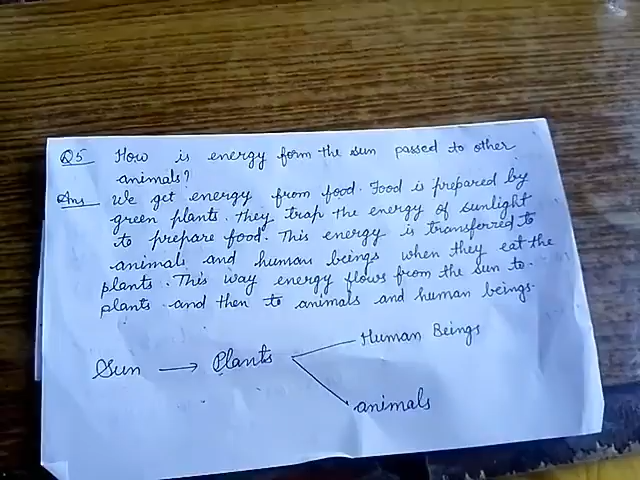 Q5 How is energy form the sun passed to other
animals?
Ans We get energy from food. Food is prepared by
green plants. they trap the energy of sunlight
to prepare food. This energy is transferred to
animals and human beings when they eat the
plants. This way energy flows from the sun to
plants and then to animals and human beings.
Human Beings
Sun → Plants
animals